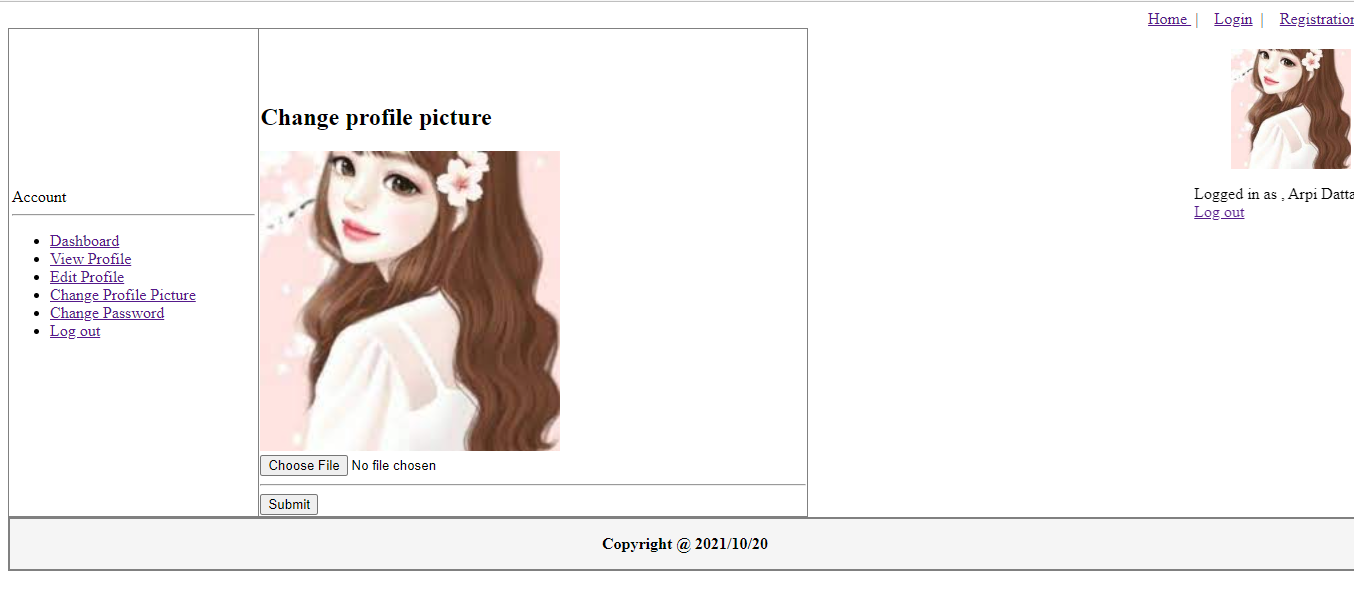 Home | Login | Registration
Change profile picture
Account
Dashboard
View Profile
Edit Profile
Change Profile Picture
Change Password
Log out
Choose File No file chosen
Submit
Logged in as , Arpi Datta
Log out
Copyright @ 2021/10/20